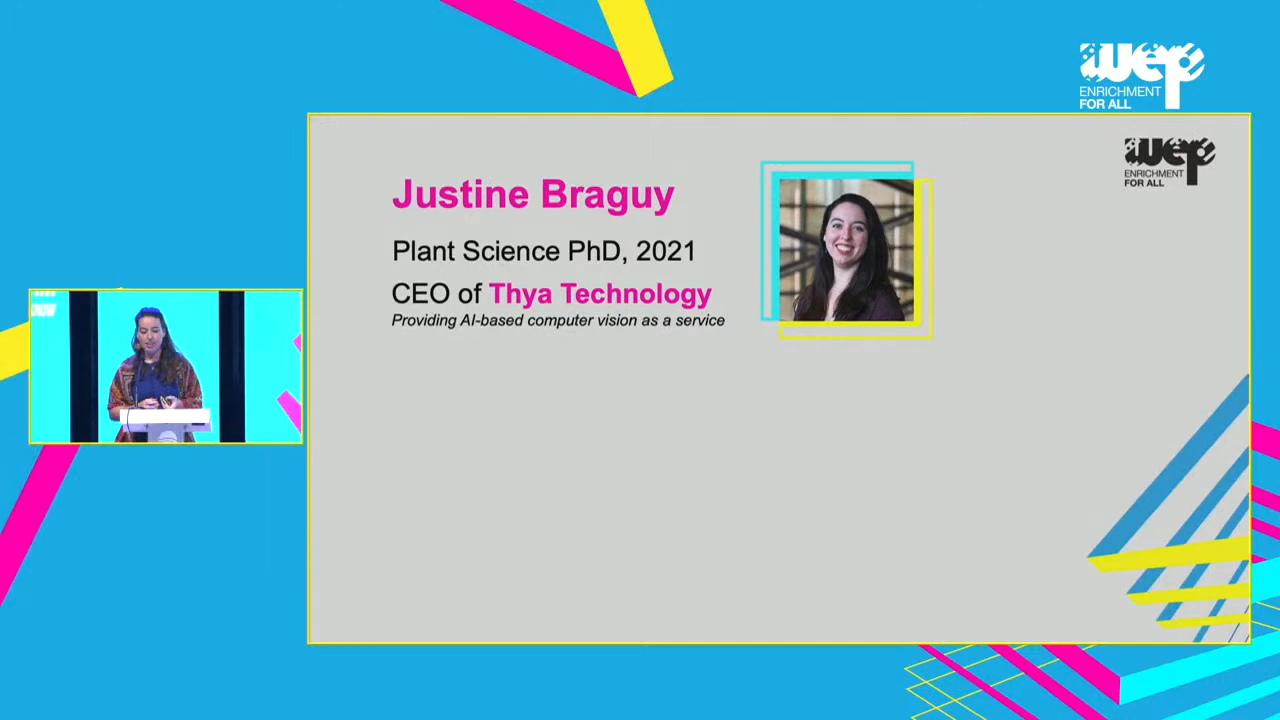 wep
ENRICHMENT
FOR ALL
wep
ENRICHMENT
FOR ALL
Justine Braguy
Plant Science PhD, 2021
CEO of Thya Technology
Providing AI-based computer vision as a service